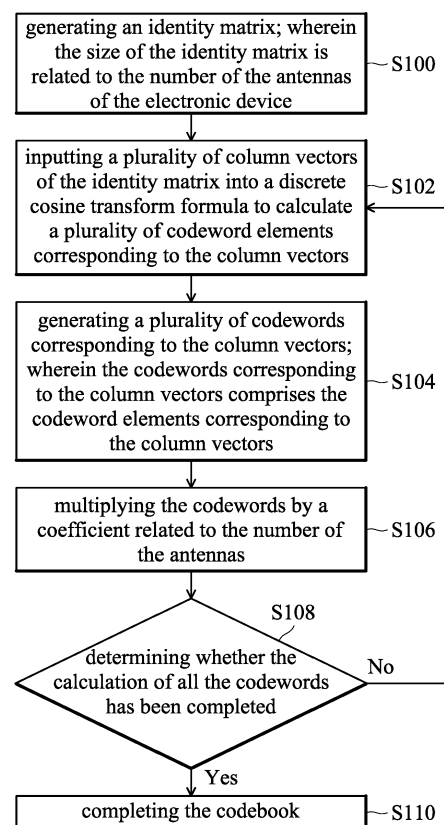 generating an identity matrix; wherein
the size of the identity matrix is
related to the number of the antennas
of the electronic device
S100
inputting a plurality of column vectors
of the identity matrix into a discrete
cosine transform formula to calculate
a plurality of codeword elements
corresponding to the column vectors
S102
generating a plurality of codewords
corresponding to the column vectors;
wherein the codewords corresponding
to the column vectors comprises the
codeword elements corresponding to
the column vectors
S104
multiplying the codewords by a
coefficient related to the number of
the antennas
S106
S108
determining whether the
calculation of all the codewords
has been completed
No
Yes
completing the codebook
S110